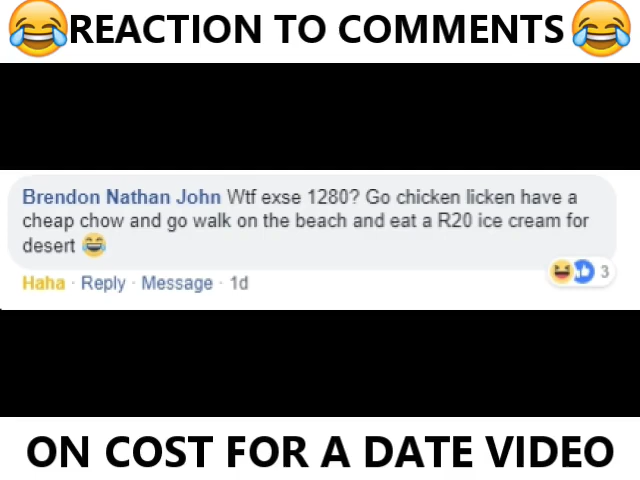 😂REACTION TO COMMENTS😂
Brendon Nathan John Wtf exse 1280? Go chicken licken have a
cheap chow and go walk on the beach and eat a R20 ice cream for
desert 😂
3
Haha · Reply · Message · 1d
ON COST FOR A DATE VIDEO